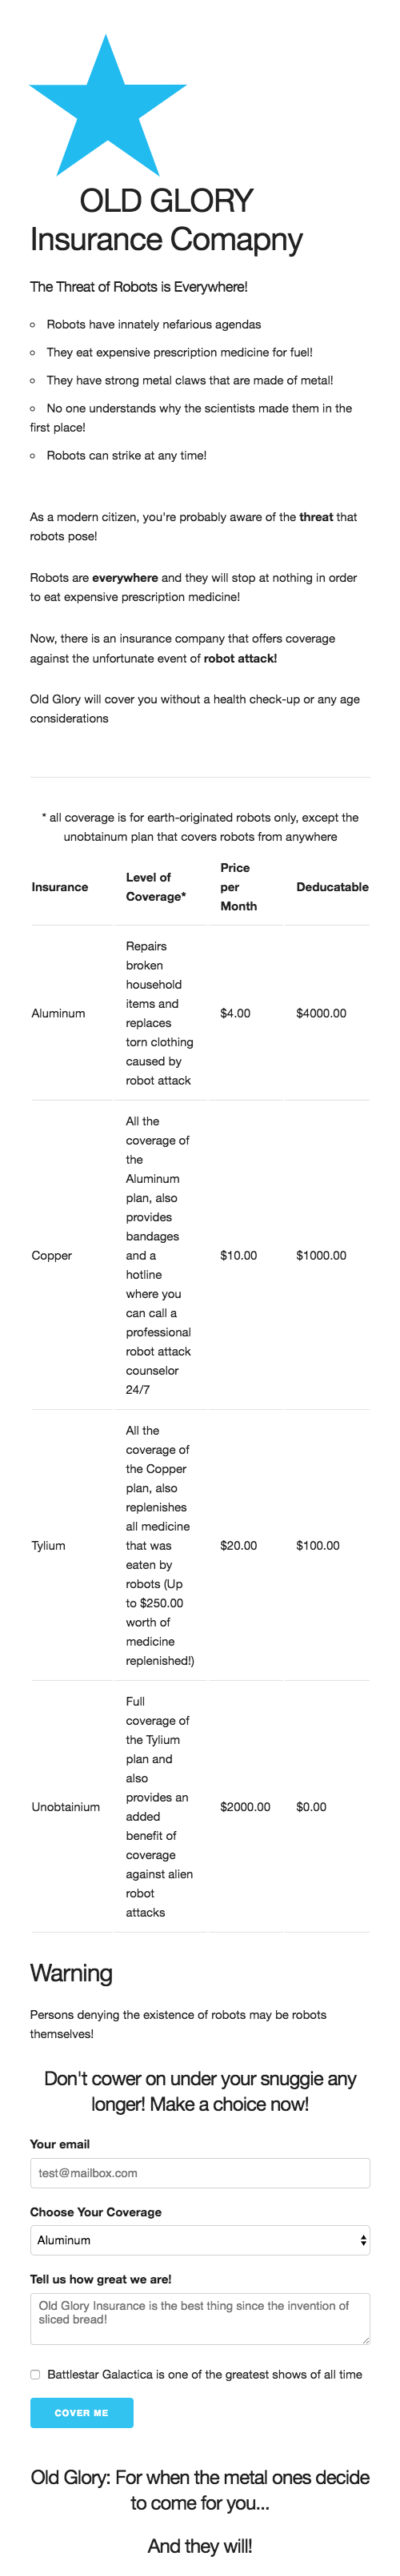 OLD GLORY
Insurance Comapny
The Threat of Robots is Everywhere!
Robots have innately nefarious agendas
They eat expensive prescription medicine for fuel!
They have strong metal claws that are made of metal!
No one understands why the scientists made them in the
first place!
Robots can strike at any time!
As a modern citizen, you're probably aware of the threat that
robots pose!
Robots are everywhere and they will stop at nothing in order
to eat expensive prescription medicine!
Now, there is an insurance company that offers coverage
against the unfortunate event of robot attack!
Old Glory will cover you without a health check-up or any age
considerations
* all coverage is for earth-originated robots only, except the
unobtainum plan that covers robots from anywhere
Insurance
Level of
Coverage*
Price
per
Month
Deducatable
Aluminum
Repairs
broken
household
items and
replaces
torn clothing
caused by
robot attack
$4.00
$4000.00
Copper
All the
coverage of
the
Aluminum
plan, also
provides
bandages
and a
hotline
where you
can call a
professional
robot attack
counselor
24/7
$10.00
$1000.00
Tylium
All the
coverage of
the Copper
plan, also
replenishes
all medicine
that was
eaten by
robots (Up
to $250.00
worth of
medicine
replenished!)
$20.00
$100.00
Unobtainium
Full
coverage of
the Tylium
plan and
also
provides an
added
benefit of
coverage
against alien
robot
attacks
$2000.00
$0.00
Warning
Persons denying the existence of robots may be robots
themselves!
Don't cower on under your snuggie any
longer! Make a choice now!
Your email
test@mailbox.com
Choose Your Coverage
Aluminum
Tell us how great we are!
Old Glory Insurance is the best thing since the invention of
sliced bread!
Battlestar Galactica is one of the greatest shows of all time
COVER ME
Old Glory: For when the metal ones decide
to come for you...
And they will!